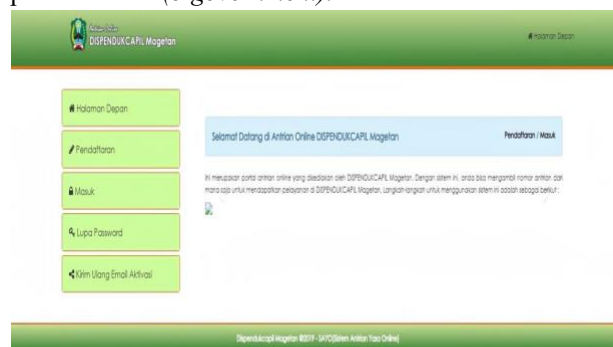 Antrian Online
DISPENDUKCAPIL Magetan
Halaman Depan
Halaman Depan
Pendaftaran
Masuk
Lupa Password
Kirim Ulang Email Aktivasi
Selamat Datang di Antrian Online DISPENDUKCAPIL Magetan
Pendaftaran / Masuk
Ini merupakan portal antrian online yang disediakan oleh DISPENDUKCAPIL Magetan. Dengan sistem ini, anda bisa mengambil nomor antrian dari
mana saja untuk mendapatkan pelayanan di DISPENDUKCAPIL Magetan. Langkah-langkah untuk menggunakan sistem ini adalah sebagai berikut :
Dispendukcapil Magetan ©2019 - SAYO(Sistem Antrian Yasa Online)